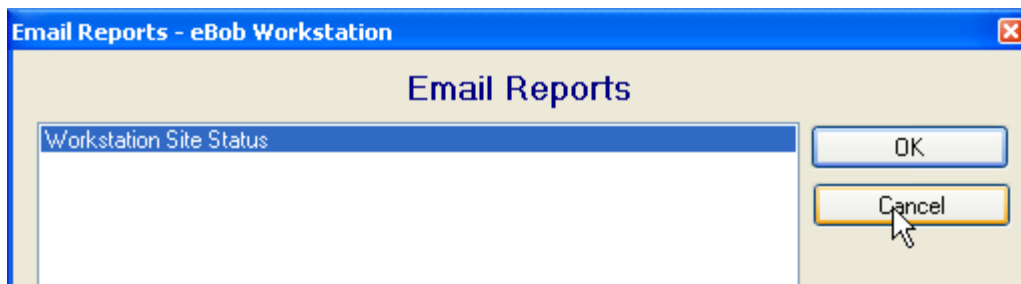 Email Reports - eBob Workstation
Email Reports
Workstation Site Status
OK
Cancel